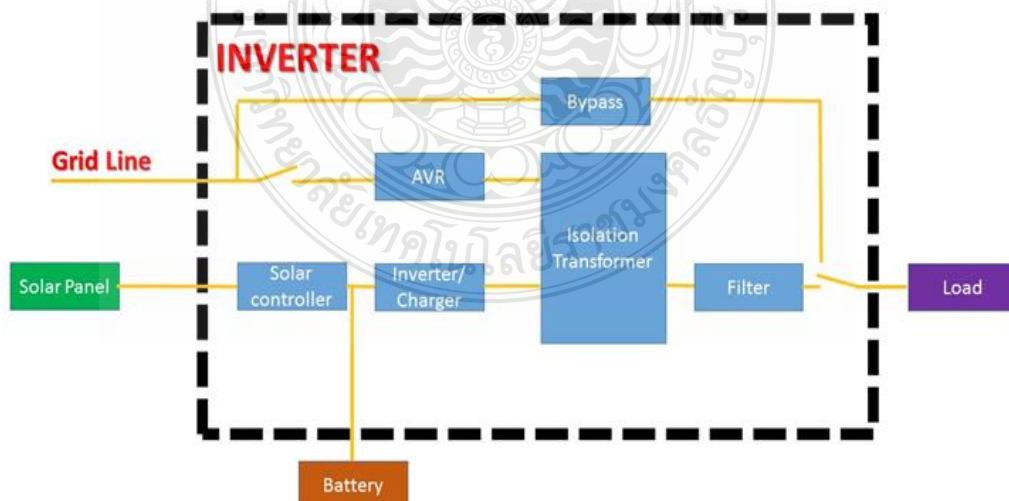 INVERTER
Bypass
Grid Line
AVR
Isolation
Transformer
Solar Panel
Solar
controller
Inverter/
Charger
Filter
Load
Battery